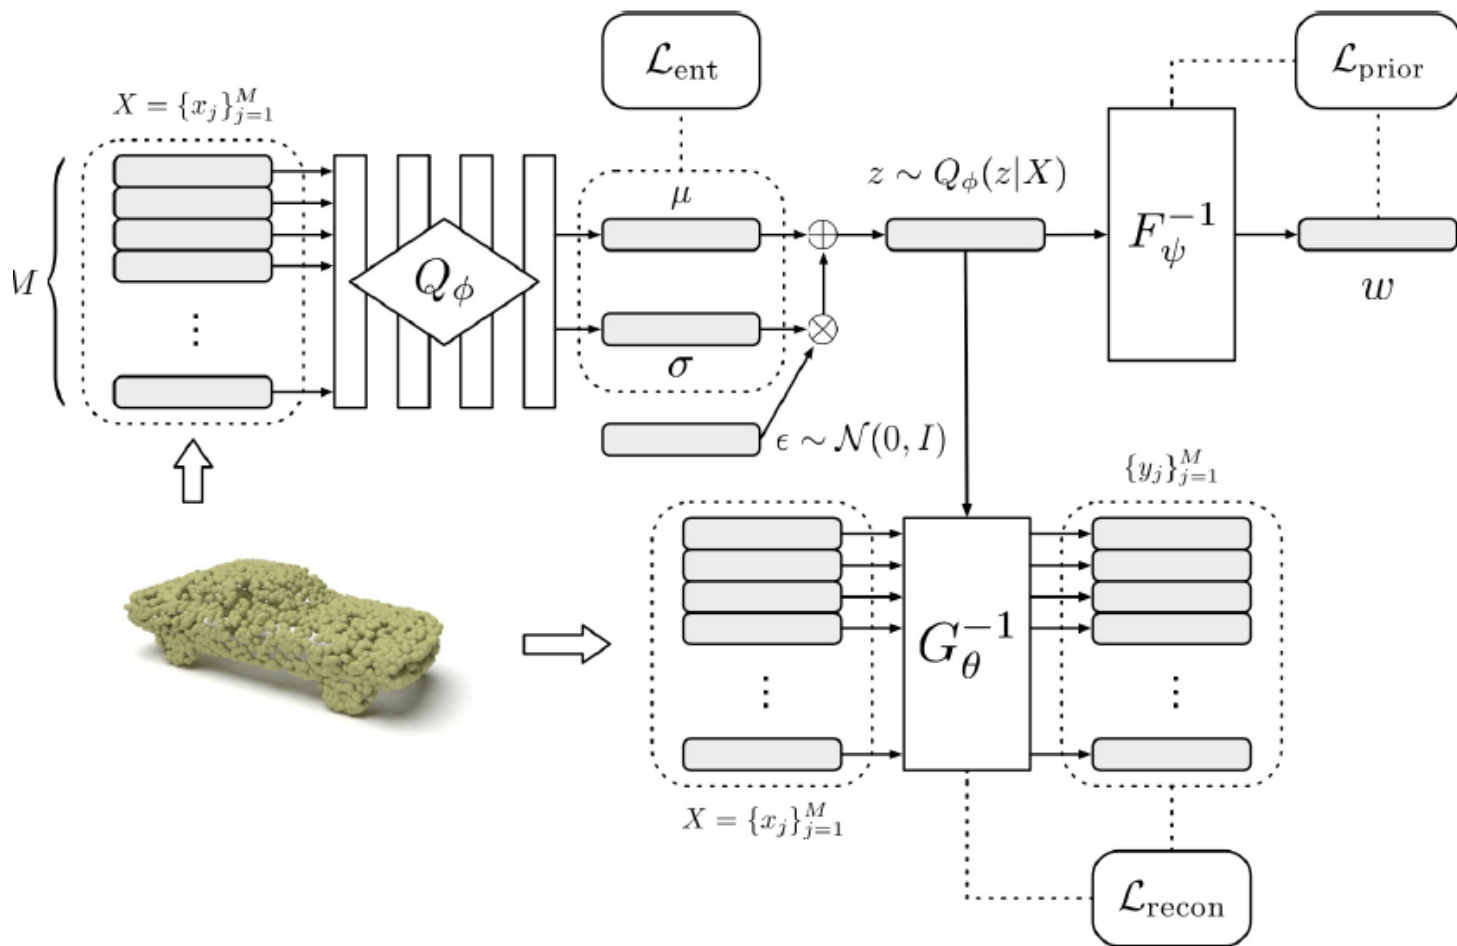 ℒ_ent
ℒ_prior
X = {x_j}_{j=1}^M
M
Q_ϕ
μ
σ
ϵ ∼ 𝒩(0, I)
z ∼ Q_ϕ(z|X)
F_ψ^{-1}
w
{y_j}_{j=1}^M
G_θ^{-1}
X = {x_j}_{j=1}^M
ℒ_recon